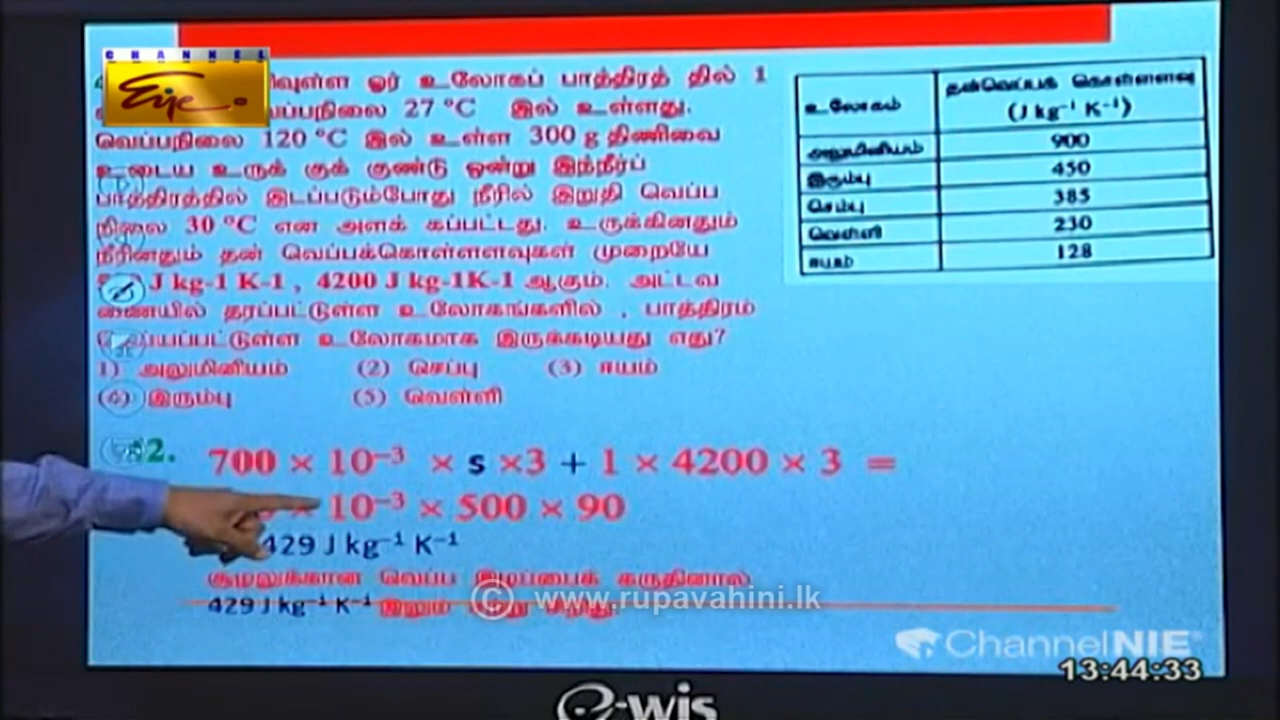 CHANNEL
Eye
ஓர் உலோகப் பாத்திரத் தில் 1
27 °C இல் உள்ளது.
வெப்பநிலை 120 °C இல் உள்ள 300 g திணிவை
உடைய உருக் குக் குண்டு ஒன்று இந்நீர்ப்
பாத்திரத்தில் இடப்படும்போது நீரில் இறுதி வெப்ப
நிலை 30 °C என அளக் கப்பட்டது. உருக்கினதும்
நீரினதும் தன் வெப்பக்கொள்ளளவுகள் முறையே
J kg-1 K-1 , 4200 J kg-1K-1 ஆகும். அட்டவ
ணையில் தரப்பட்டுள்ள உலோகங்களில் , பாத்திரம்
உலோகமாக இருக்கடியது எது?
1) அலுமினியம் (2) செப்பு (3) ஈயம்
(4) இரும்பு (5) வெள்ளி
உலோகம் தன்வெப்பக் கொள்ளளவு
(J kg⁻¹ K⁻¹)
அலுமினியம் 900
இரும்பு 450
செம்பு 385
வெள்ளி 230
ஈயம் 128
2.
700 × 10⁻³ × s ×3 + 1 × 4200 × 3 =
× 10⁻³ × 500 × 90
429 J kg⁻¹ K⁻¹
சூழலுக்கான வெப்ப இழப்பைக் கருதினால்
429 J kg⁻¹ K⁻¹ இலும்
© www.rupavahini.lk
ChannelNIE
13:44:33
e-wis